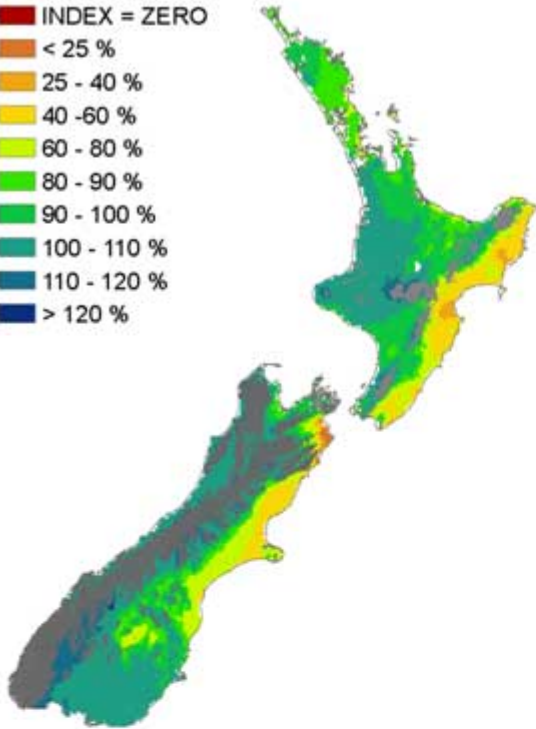 INDEX = ZERO
< 25 %
25 - 40 %
40 -60 %
60 - 80 %
80 - 90 %
90 - 100 %
100 - 110 %
110 - 120 %
> 120 %